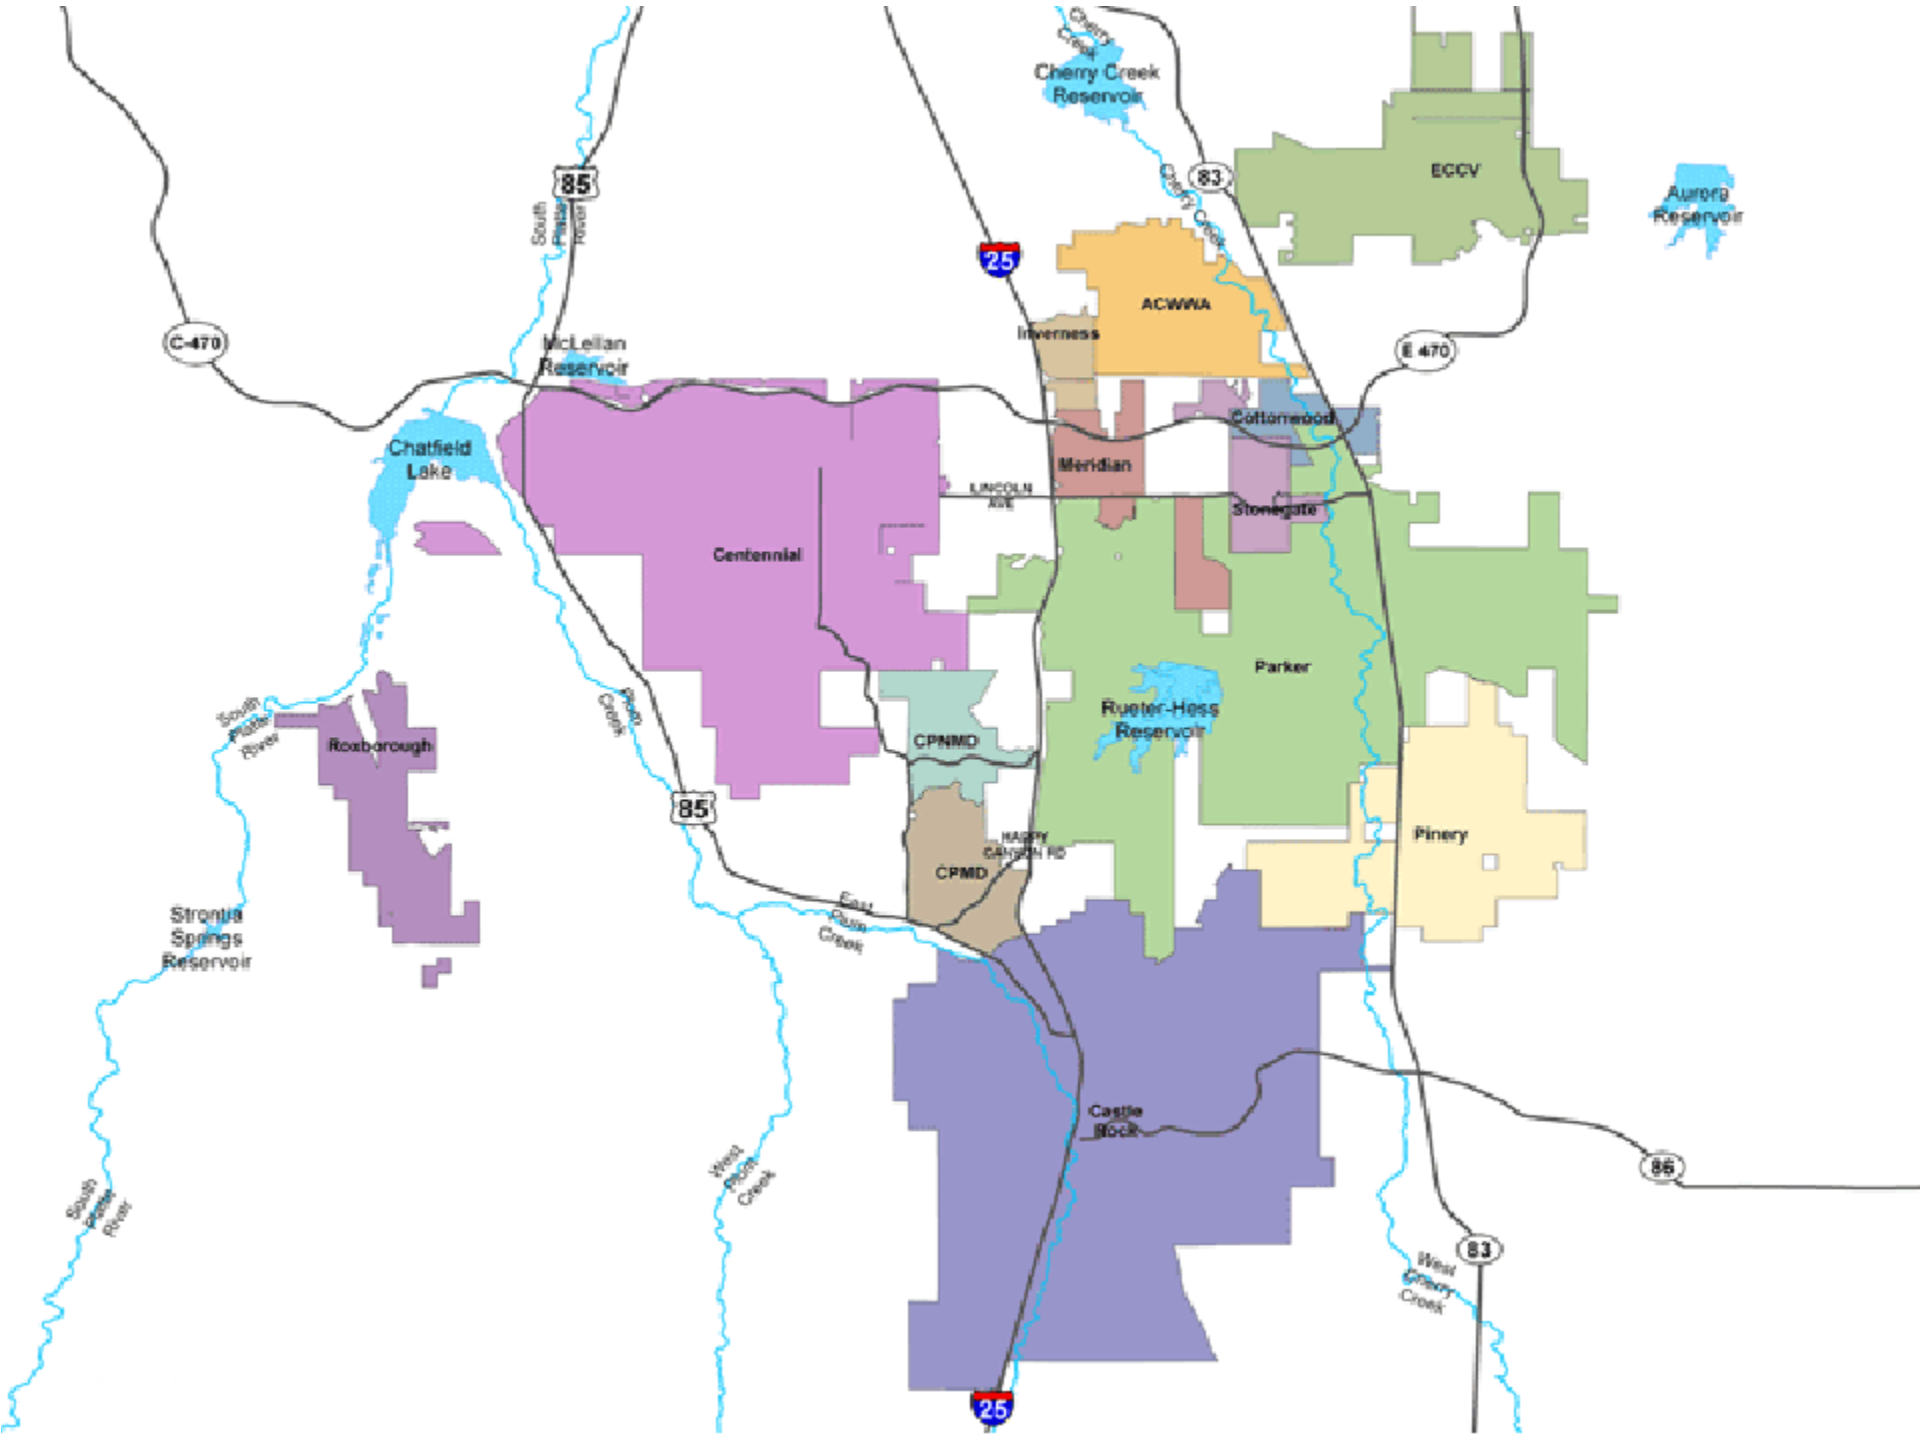 Cherry
Creek
Cherry Creek
Reservoir
ECCV
83
85
Aurora
Reservoir
South
Platte
River
Cherry Creek
25
ACWWA
Inverness
C-470
McLellan
Reservoir
E 470
Cottonwood
Chatfield
Lake
Meridian
LINCOLN
AVE
Stonegate
Centennial
Parker
South
Platte
River
Plum
Creek
Rueter-Hess
Reservoir
Roxborough
CPNMD
85
Pinery
HAPPY
CANYON RD
CPMD
East
Plum
Creek
Strontia
Springs
Reservoir
Castle
Rock
West
Plum
Creek
86
South
Platte
River
83
West
Cherry
Creek
25